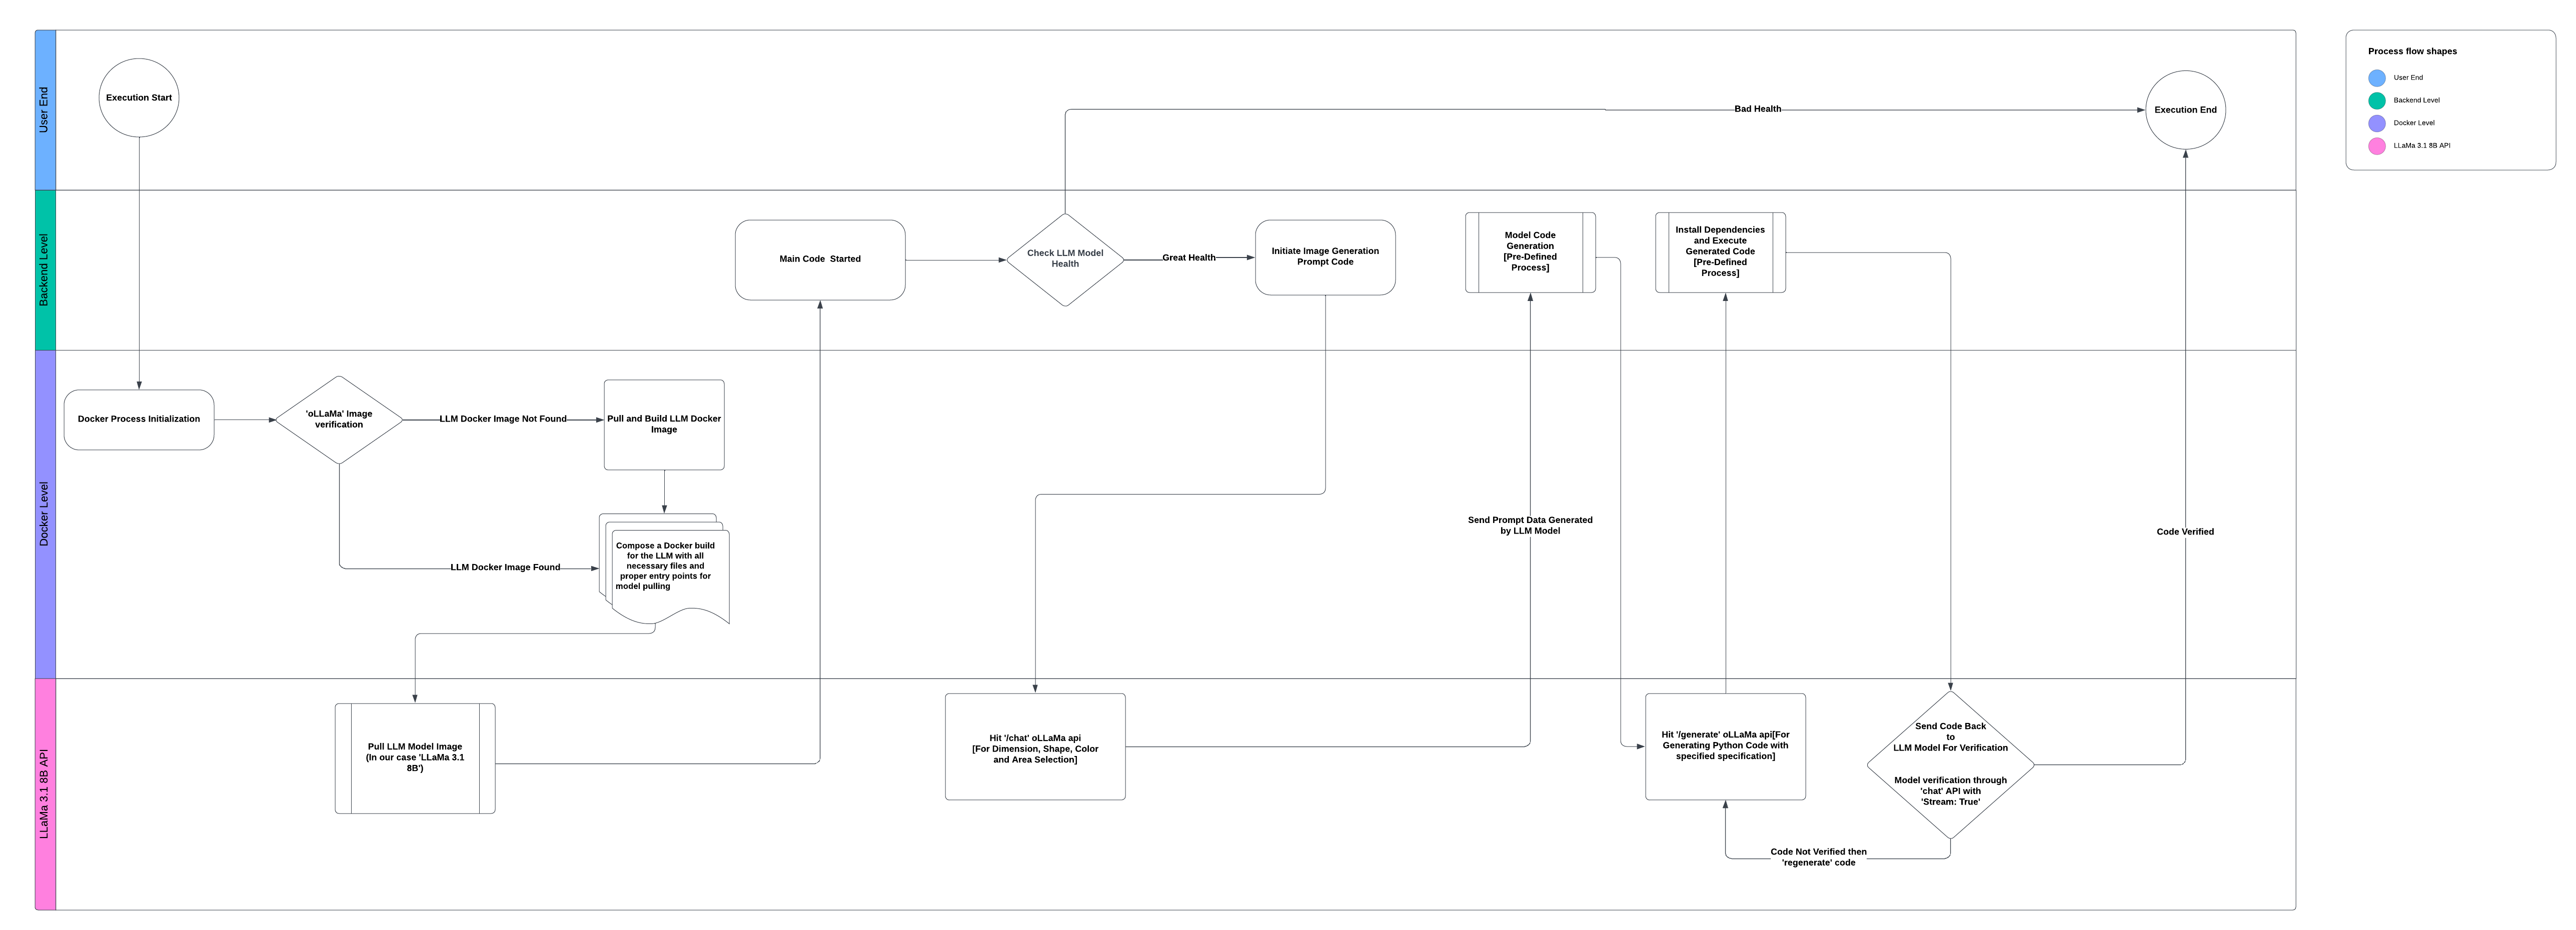 User End
Execution Start
Bad Health
Execution End
Process flow shapes
User End
Backend Level
Docker Level
LLaMa 3.1 8B API
Backend Level
Main Code  Started
Check LLM Model
Health
Great Health
Initiate Image Generation
Prompt Code
Model Code
Generation
[Pre-Defined
Process]
Install Dependencies
and Execute
Generated Code
[Pre-Defined
Process]
Docker Level
Docker Process Initialization
'oLLaMa' Image
verification
LLM Docker Image Not Found
Pull and Build LLM Docker
Image
LLM Docker Image Found
Compose a Docker build
for the LLM with all
necessary files and
proper entry points for
model pulling
Send Prompt Data Generated
by LLM Model
Code Verified
LLaMa 3.1 8B API
Pull LLM Model Image
(In our case 'LLaMa 3.1
8B')
Hit '/chat' oLLaMa api
[For Dimension, Shape, Color
and Area Selection]
Hit '/generate' oLLaMa api[For
Generating Python Code with
specified specification]
Send Code Back
to
LLM Model For Verification
Model verification through
'chat' API with
'Stream: True'
Code Not Verified then
'regenerate' code